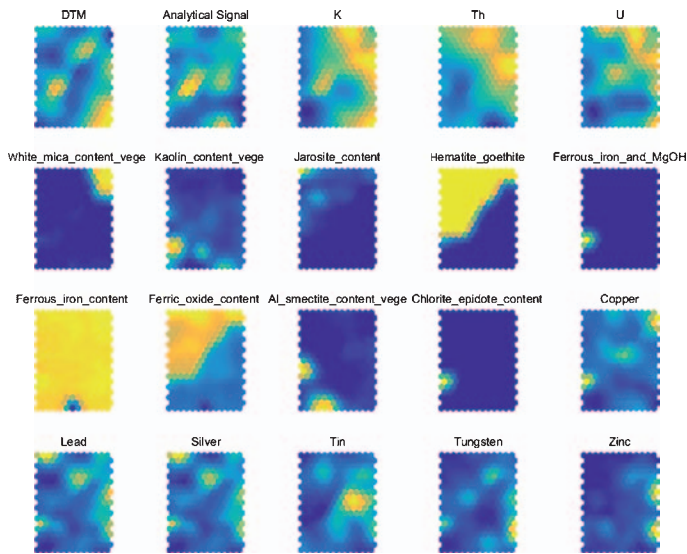 DTM
Analytical Signal
K
Th
U
White_mica_content_vege
Kaolin_content_vege
Jarosite_content
Hematite_goethite
Ferrous_iron_and_MgOH
Ferrous_iron_content
Ferric_oxide_content
Al_smectite_content_vege
Chlorite_epidote_content
Copper
Lead
Silver
Tin
Tungsten
Zinc